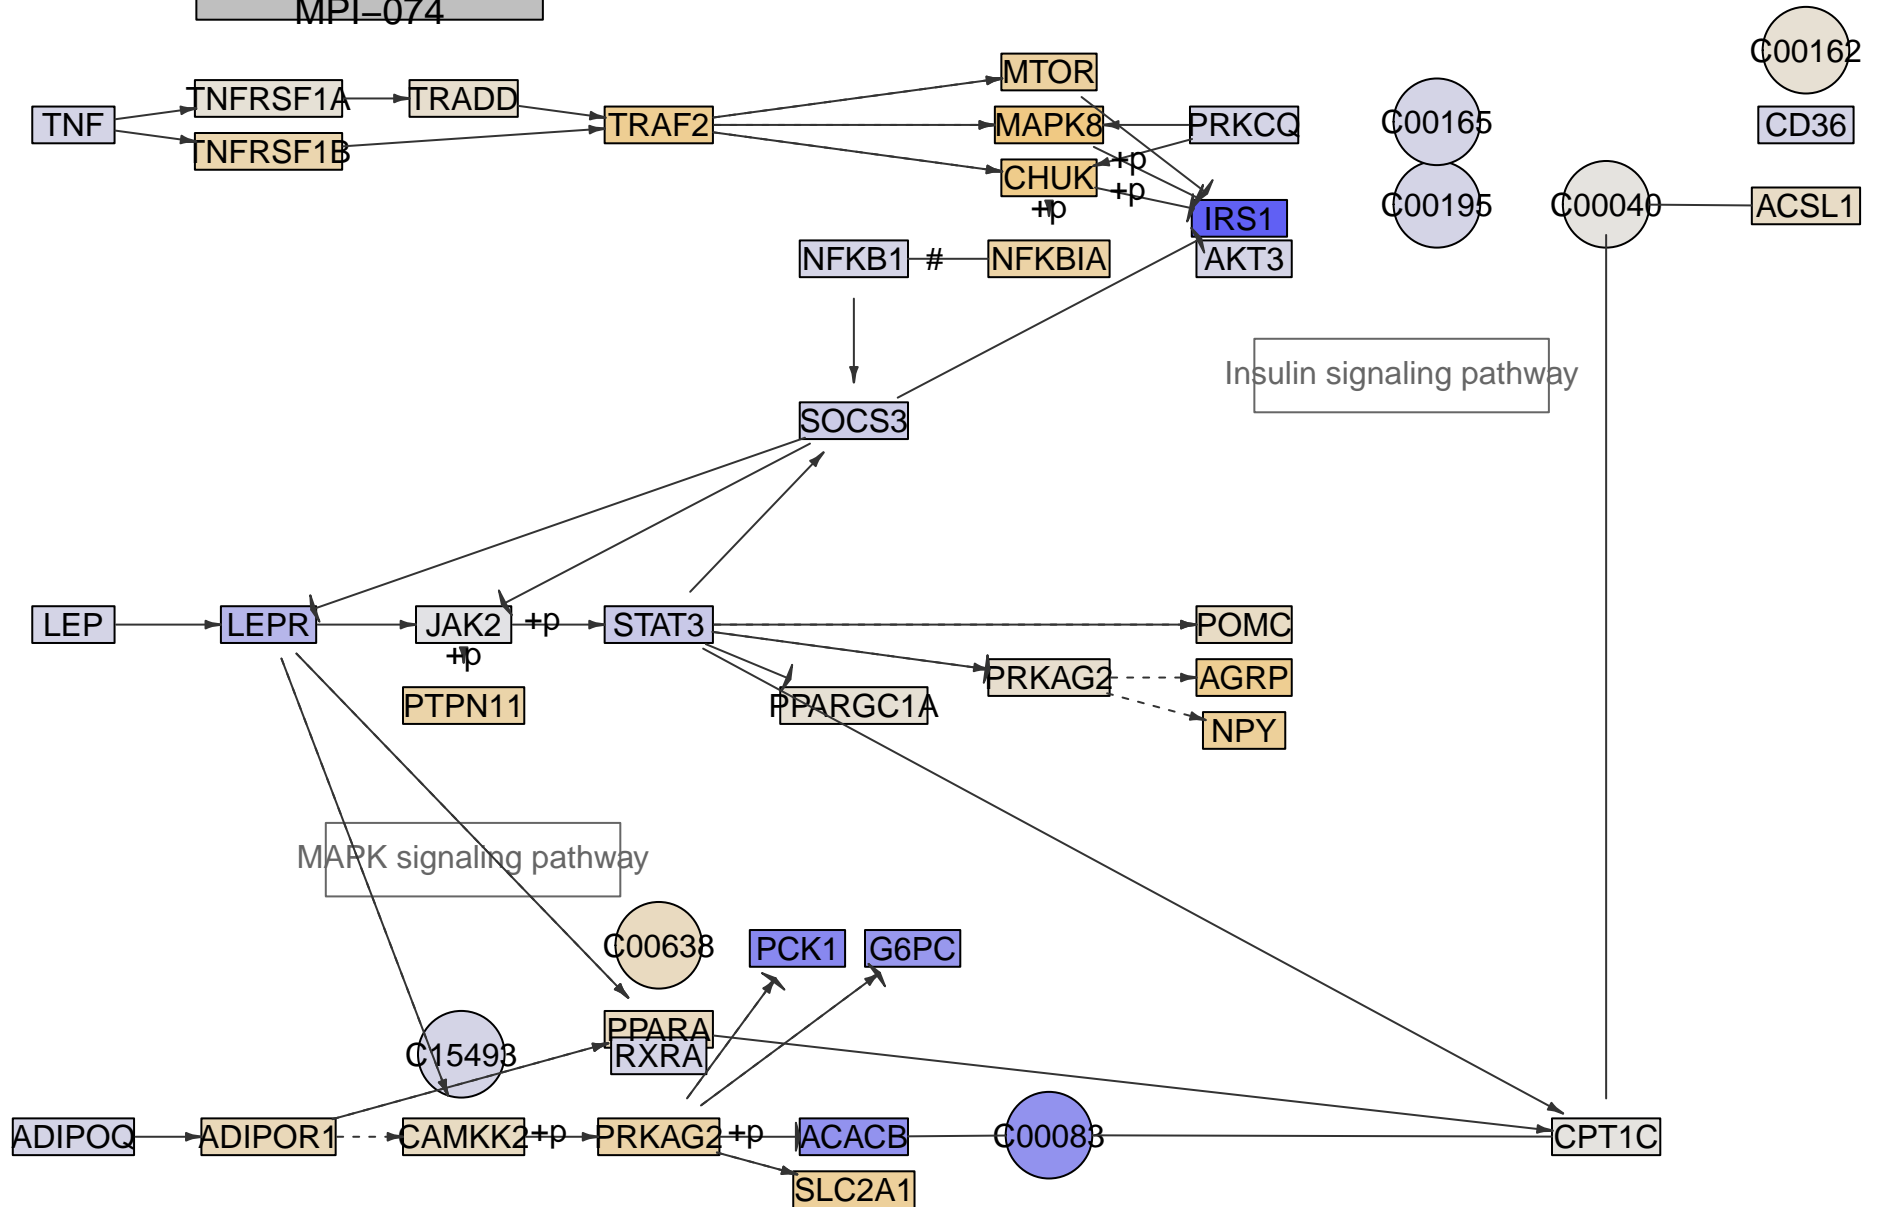 MPI−074
C00162
MTOR
TNFRSF1A
TRADD
TNF
TRAF2
MAPK8
PRKCQ
C00165
CD36
TNFRSF1B
+p
CHUK
+p
+p
IRS1
C00195
C00040
ACSL1
NFKB1
#
NFKBIA
AKT3
Insulin signaling pathway
SOCS3
LEP
LEPR
JAK2
+p
STAT3
POMC
+p
PRKAG2
AGRP
PTPN11
PPARGC1A
NPY
MAPK signaling pathway
C00638
PCK1
G6PC
PPARA
C15493
RXRA
ADIPOQ
ADIPOR1
CAMKK2
+p
PRKAG2
+p
ACACB
C00083
CPT1C
SLC2A1